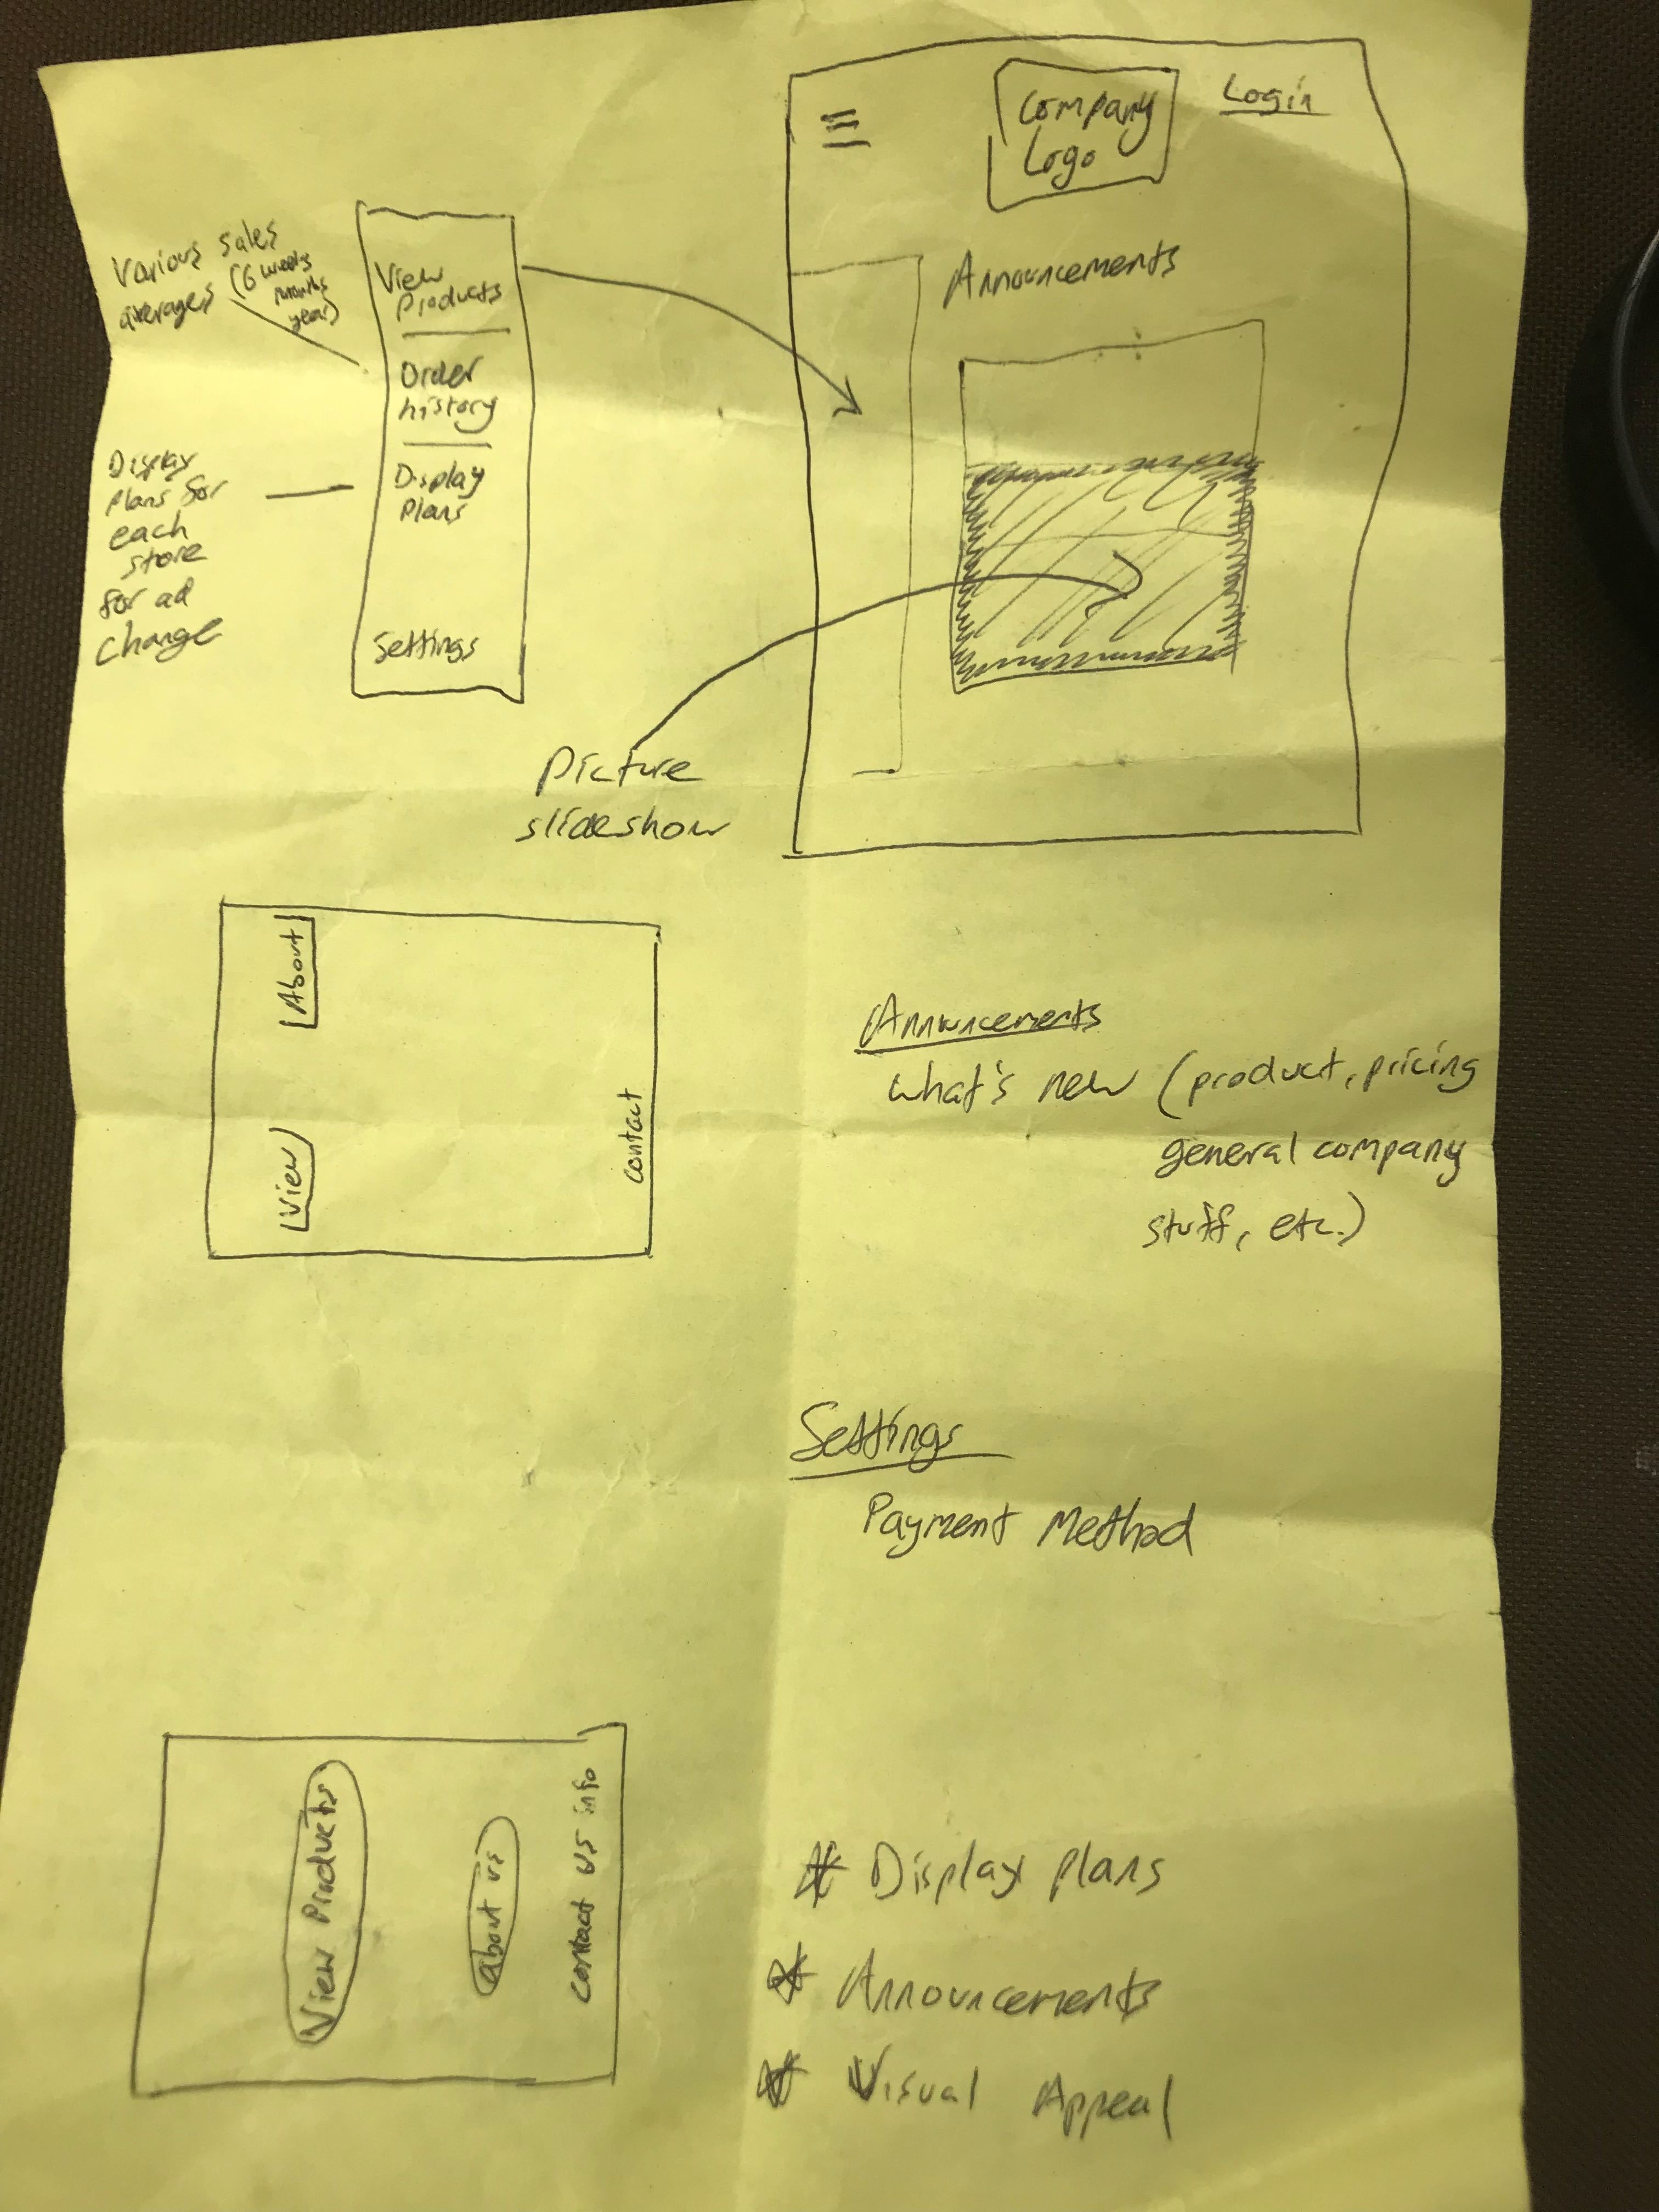 Company
Logo
Login
Announcements
Various sales
averages (6 weeks
months
year)
View
Products
Order
history
Display
Plans
Settings
Display
Plans for
each
store
for ad
change
Picture
slideshow
About
View
contact
Announcements
what's new (product, pricing
general company
stuff, etc.)
Settings
Payment Method
View Products
about us
contact us info
* Display plans
* Announcements
* Visual Appeal